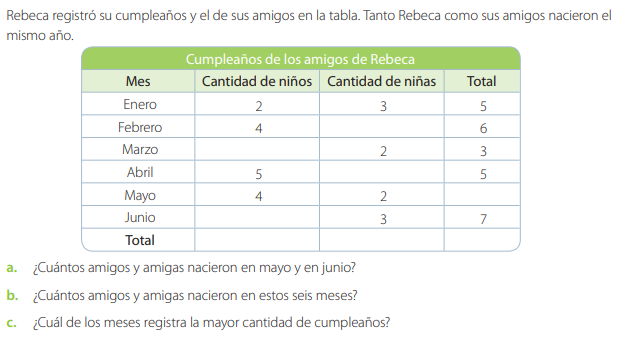 Rebeca registró su cumpleaños y el de sus amigos en la tabla. Tanto Rebeca como sus amigos nacieron el
mismo año.
Cumpleaños de los amigos de Rebeca
Mes Cantidad de niños Cantidad de niñas Total
Enero 2 3 5
Febrero 4 6
Marzo 2 3
Abril 5 5
Mayo 4 2
Junio 3 7
Total
a. ¿Cuántos amigos y amigas nacieron en mayo y en junio?
b. ¿Cuántos amigos y amigas nacieron en estos seis meses?
c. ¿Cuál de los meses registra la mayor cantidad de cumpleaños?